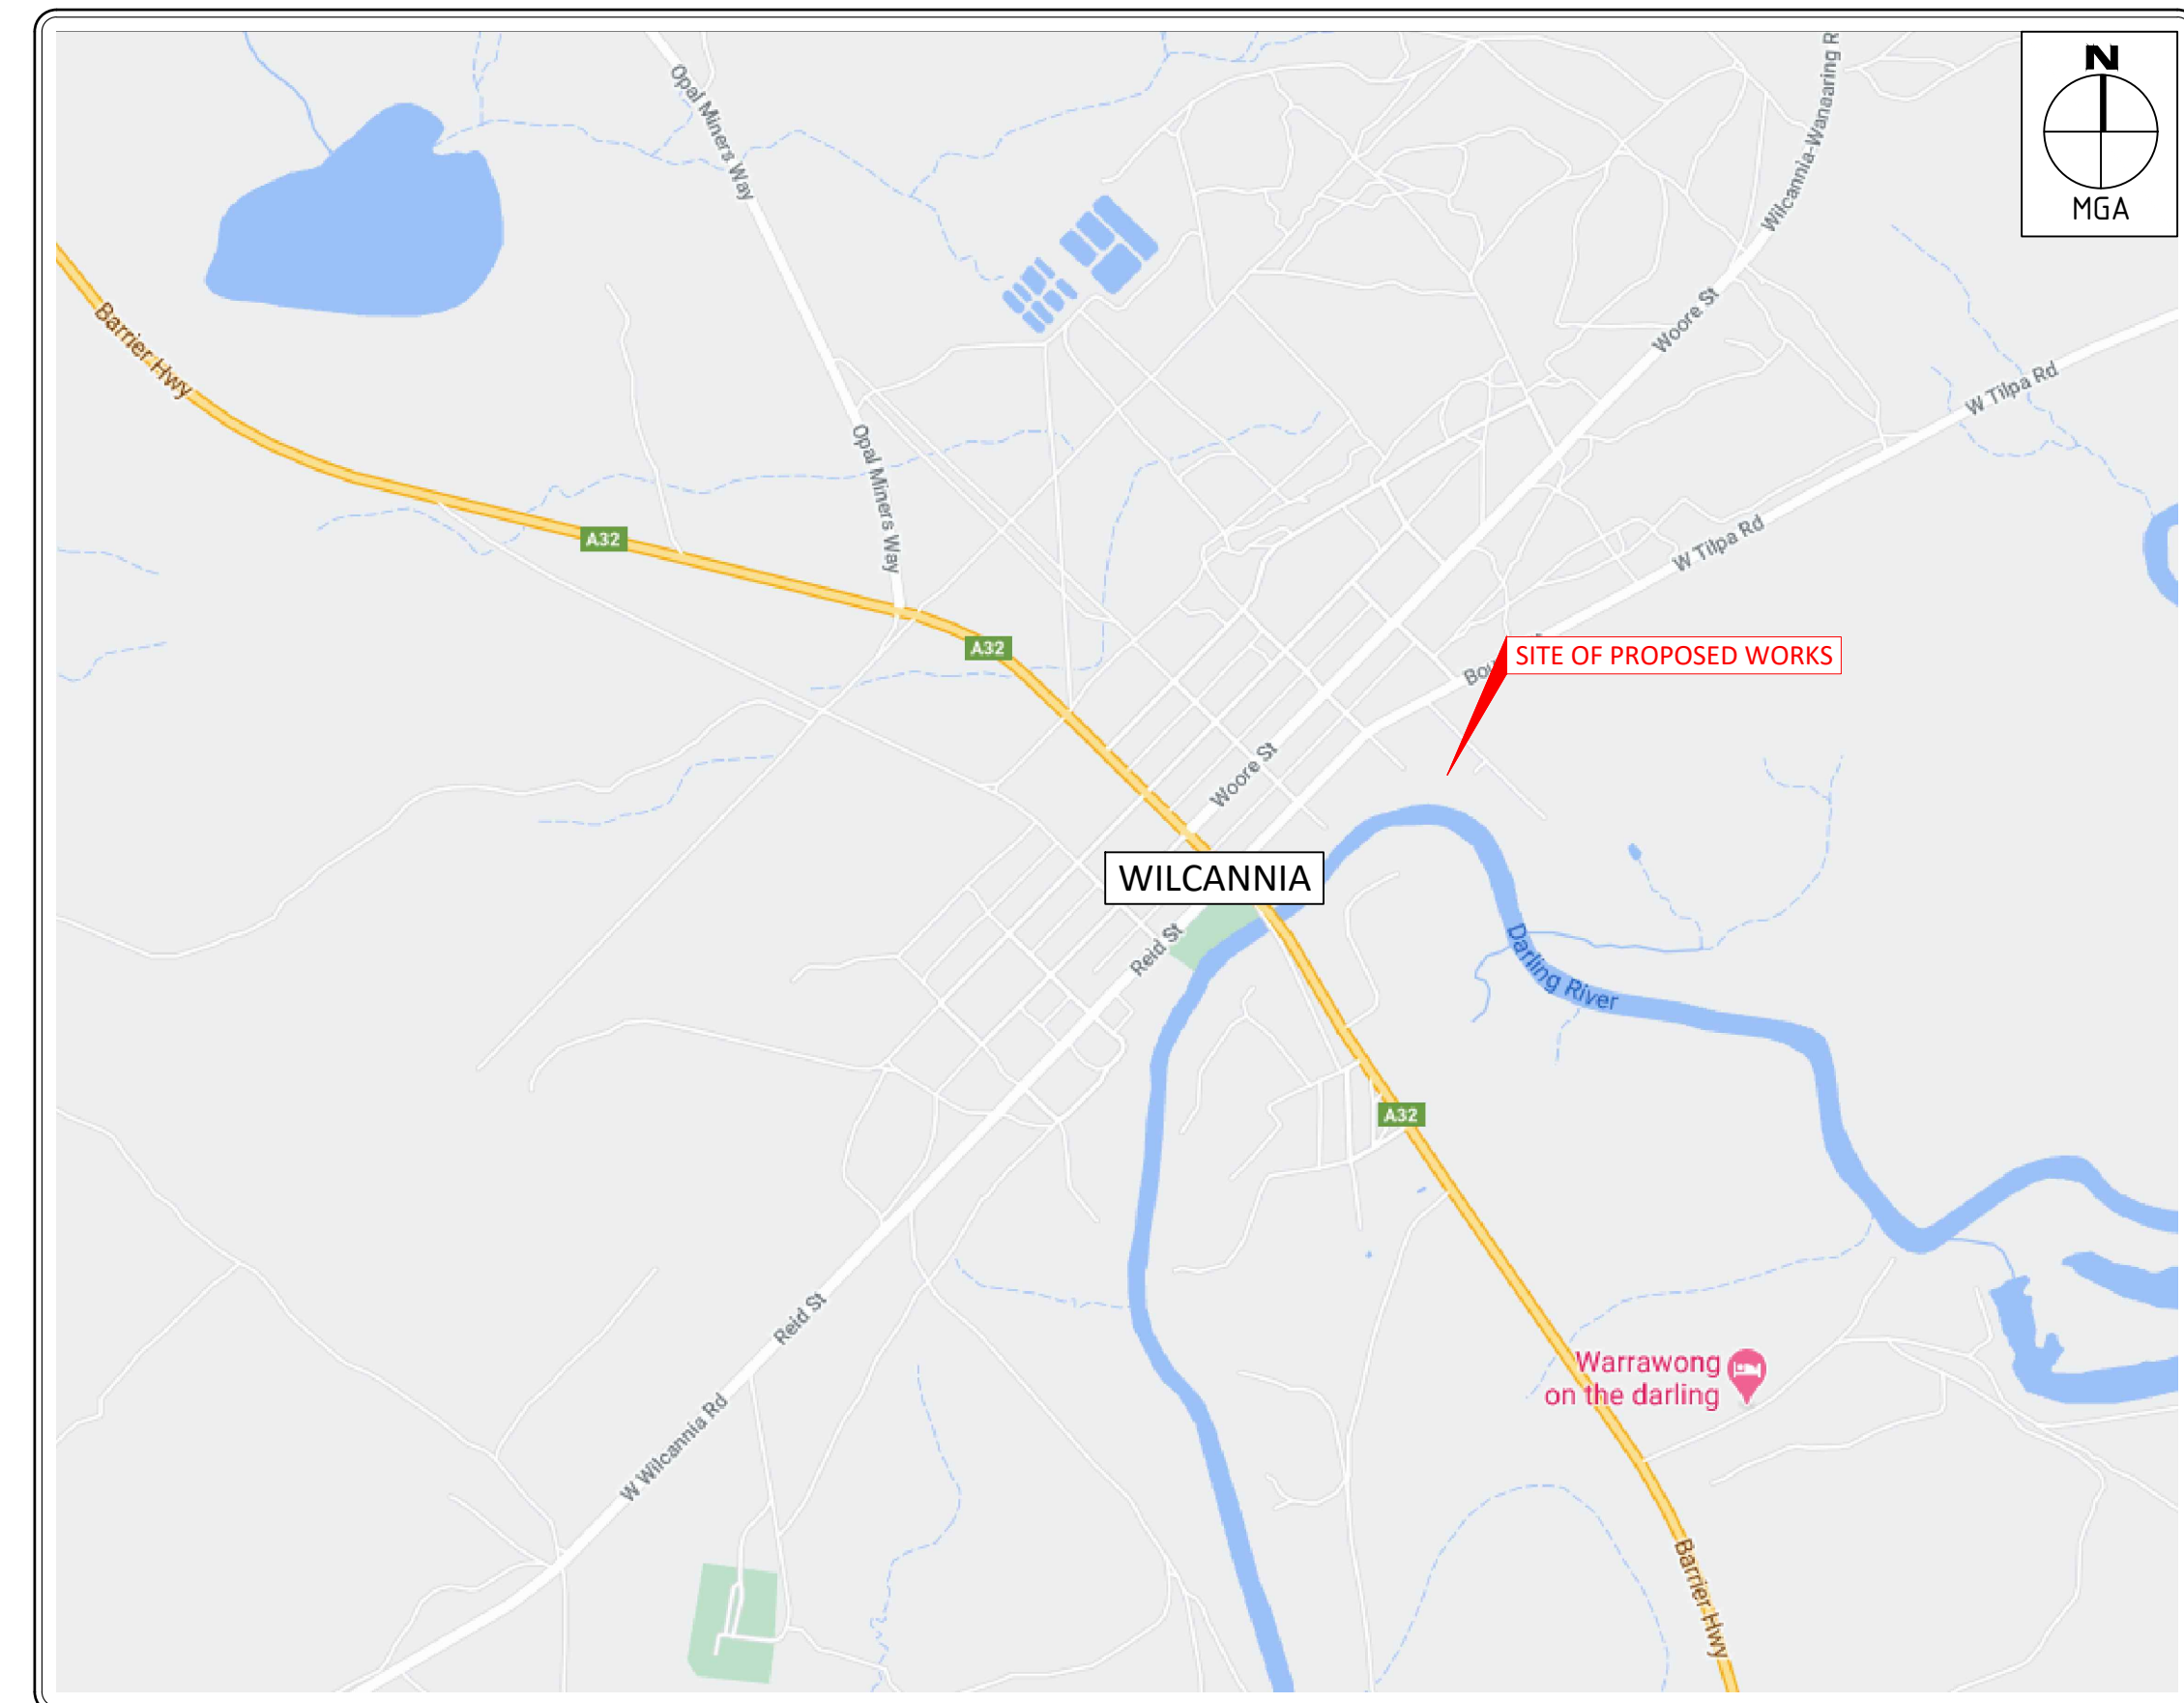 N
MGA
Opal Miners Way
Wilcannia-Wanaaring R
Barrier Hwy
Woore St
W Tilpa Rd
Opal Miners Way
A32
W Tilpa Rd
A32
SITE OF PROPOSED WORKS
Woore St
WILCANNIA
Reid St
Darling River
A32
Reid St
Warrawong
on the darling
W Wilcannia Rd
Barrier Hwy